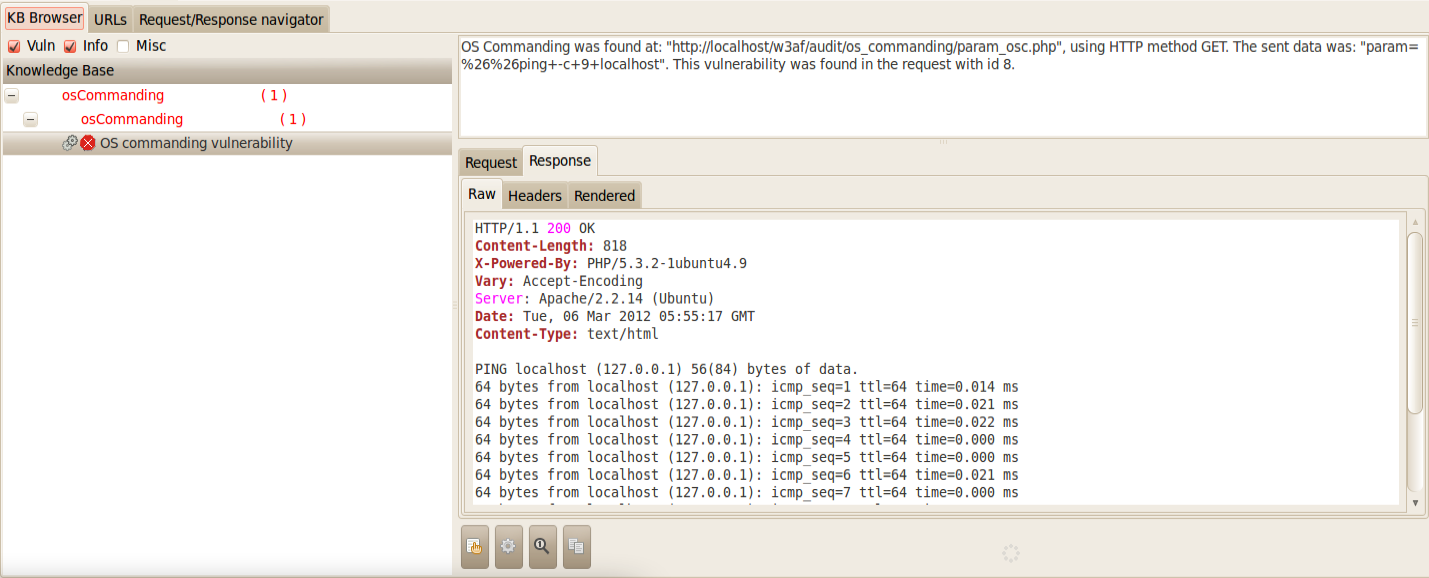 KB Browser URLs Request/Response navigator
Vuln Info Misc
Knowledge Base
osCommanding ( 1 )
osCommanding ( 1 )
OS commanding vulnerability
OS Commanding was found at: "http://localhost/w3af/audit/os_commanding/param_osc.php", using HTTP method GET. The sent data was: "param=
%26%26ping+-c+9+localhost". This vulnerability was found in the request with id 8.
Request Response
Raw Headers Rendered
HTTP/1.1 200 OK
Content-Length: 818
X-Powered-By: PHP/5.3.2-1ubuntu4.9
Vary: Accept-Encoding
Server: Apache/2.2.14 (Ubuntu)
Date: Tue, 06 Mar 2012 05:55:17 GMT
Content-Type: text/html
PING localhost (127.0.0.1) 56(84) bytes of data.
64 bytes from localhost (127.0.0.1): icmp_seq=1 ttl=64 time=0.014 ms
64 bytes from localhost (127.0.0.1): icmp_seq=2 ttl=64 time=0.021 ms
64 bytes from localhost (127.0.0.1): icmp_seq=3 ttl=64 time=0.022 ms
64 bytes from localhost (127.0.0.1): icmp_seq=4 ttl=64 time=0.000 ms
64 bytes from localhost (127.0.0.1): icmp_seq=5 ttl=64 time=0.000 ms
64 bytes from localhost (127.0.0.1): icmp_seq=6 ttl=64 time=0.021 ms
64 bytes from localhost (127.0.0.1): icmp_seq=7 ttl=64 time=0.000 ms